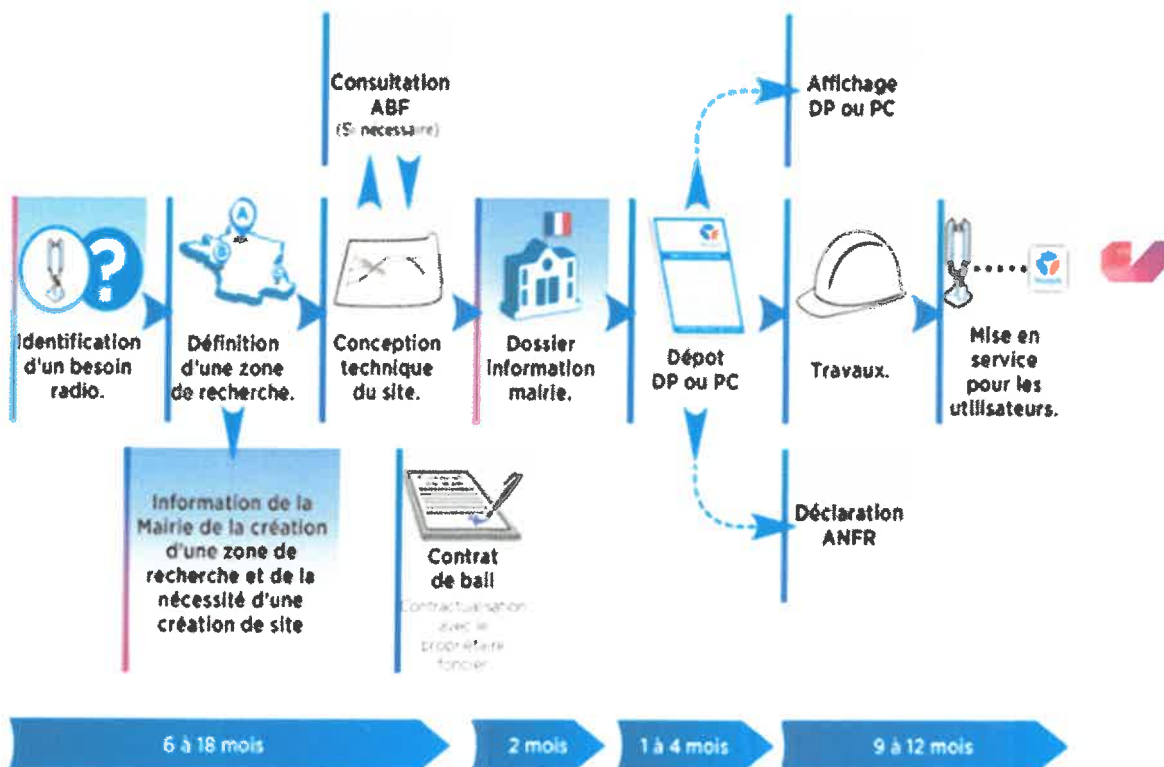 Consultation
ABF
(Si nécessaire)
Affichage
DP ou PC
A
B
?
Identification
d'un besoin
radio.
Définition
d'une zone
de recherche.
Conception
technique
du site.
Dossier
Information
mairie.
Dépot
DP ou PC
Travaux.
Mise en
service
pour les
utilisateurs.
Information de la
Mairie de la création
d'une zone de
recherche et de la
nécessité d'une
création de site
Contrat
de bail
Contractualisation
avec le
propriétaire
foncier
Déclaration
ANFR
6 à 18 mois
2 mois
1 à 4 mois
9 à 12 mois